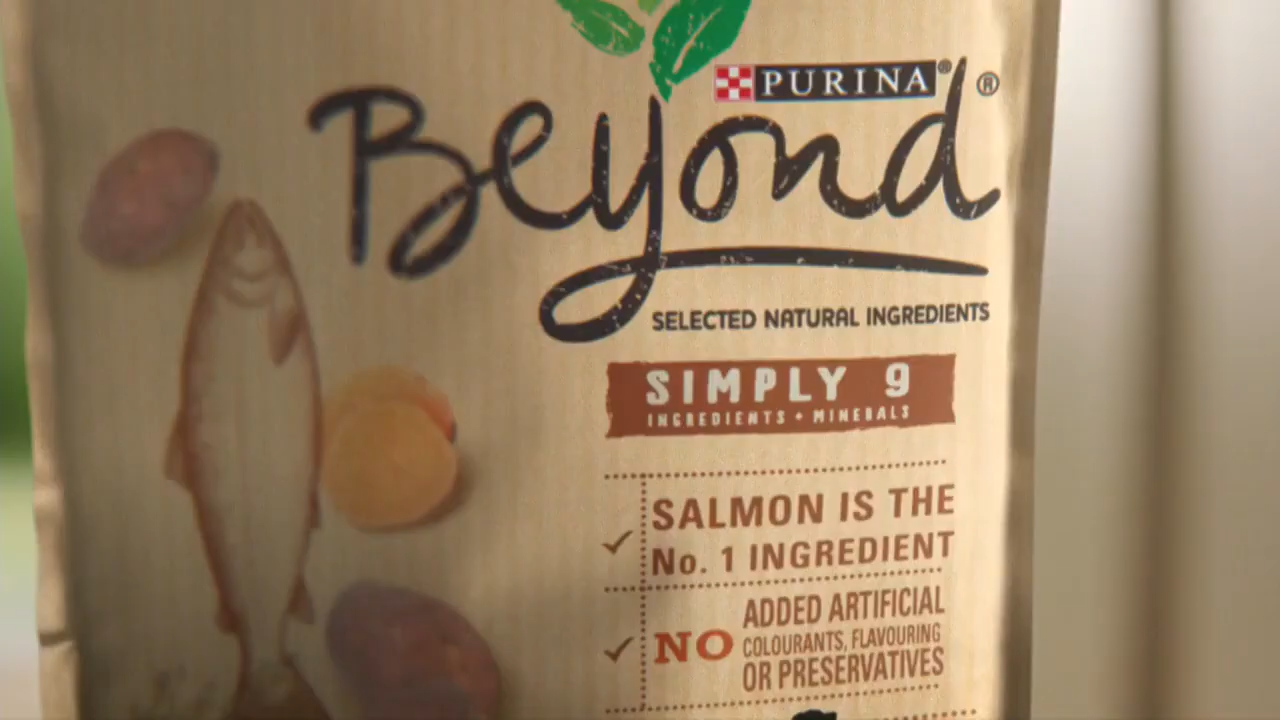 PURINA®
Beyond®
SELECTED NATURAL INGREDIENTS
SIMPLY 9
INGREDIENTS + MINERALS
SALMON IS THE
No. 1 INGREDIENT
NO ADDED ARTIFICIAL
COLOURANTS, FLAVOURING
OR PRESERVATIVES